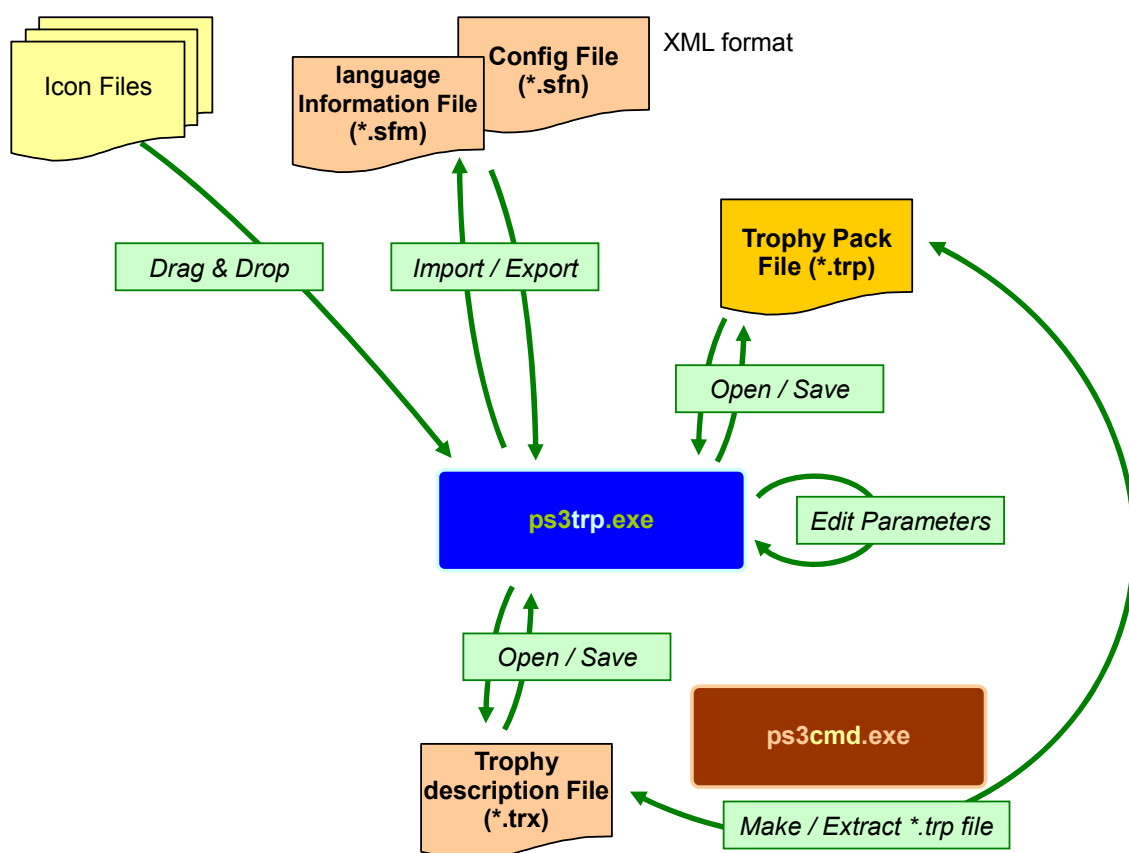 Icon Files
language
Information File
(*.sfm)
Config File
(*.sfn)
XML format
Drag & Drop
Import / Export
Trophy Pack
File (*.trp)
Open / Save
ps3trp.exe
Edit Parameters
Open / Save
ps3cmd.exe
Trophy
description File
(*.trx)
Make / Extract *.trp file